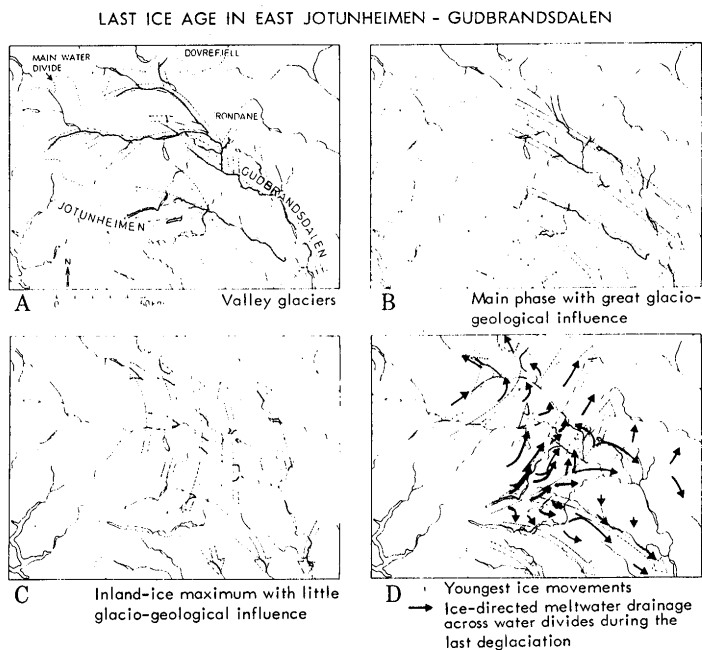 LAST ICE AGE IN EAST JOTUNHEIMEN - GUDBRANDSDALEN
MAIN WATER
DIVIDE
DOVREFJELL
RONDANE
GUDBRANDSDALEN
JOTUNHEIMEN
N
A
Valley glaciers
B
Main phase with great glacio-
geological influence
C
Inland-ice maximum with little
glacio-geological influence
D
Youngest ice movements
Ice-directed meltwater drainage
across water divides during the
last deglaciation